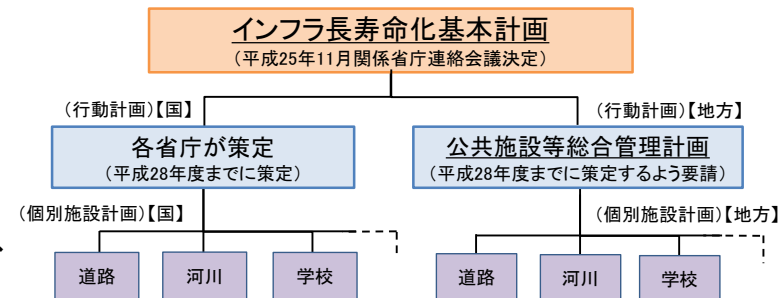 インフラ長寿命化基本計画
（平成25年11月関係省庁連絡会議決定）
（行動計画）【国】
（行動計画）【地方】
各省庁が策定
（平成28年度までに策定）
公共施設等総合管理計画
（平成28年度までに策定するよう要請）
（個別施設計画）【国】
（個別施設計画）【地方】
道路
河川
学校
道路
河川
学校